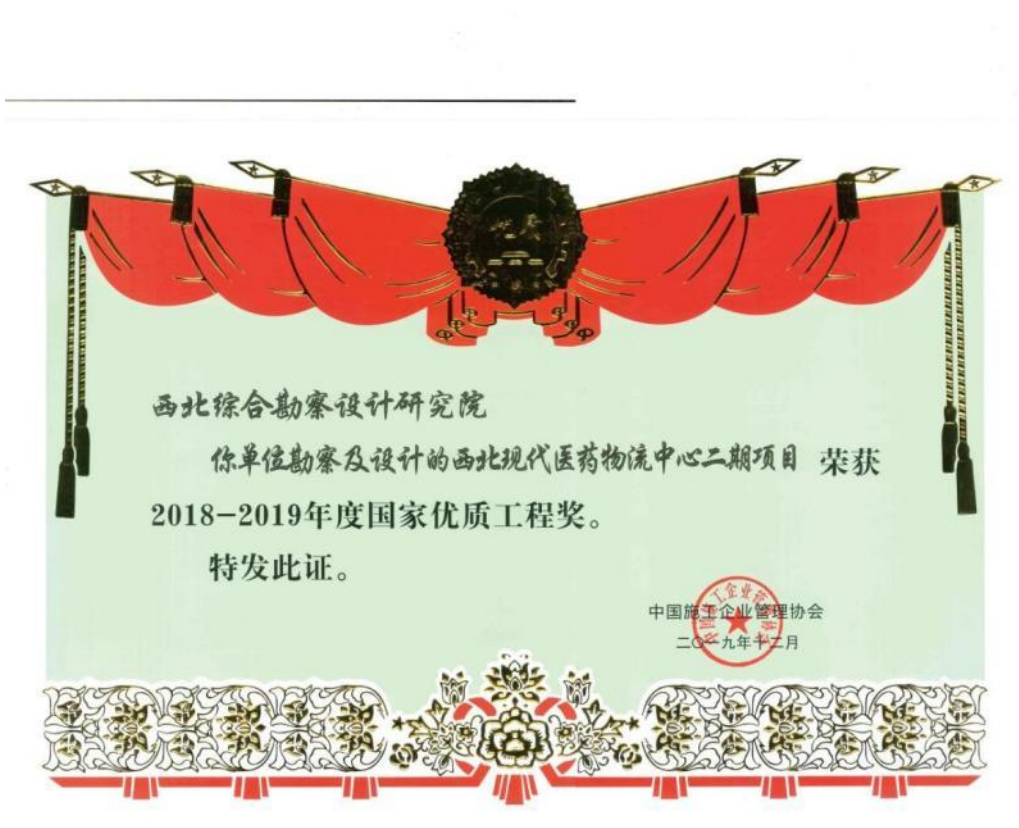 西北综合勘察设计研究院
你单位勘察及设计的西北现代医药物流中心二期项目 荣获
2018-2019年度国家优质工程奖。
特发此证。
中国施工企业管理协会
二〇一九年十二月